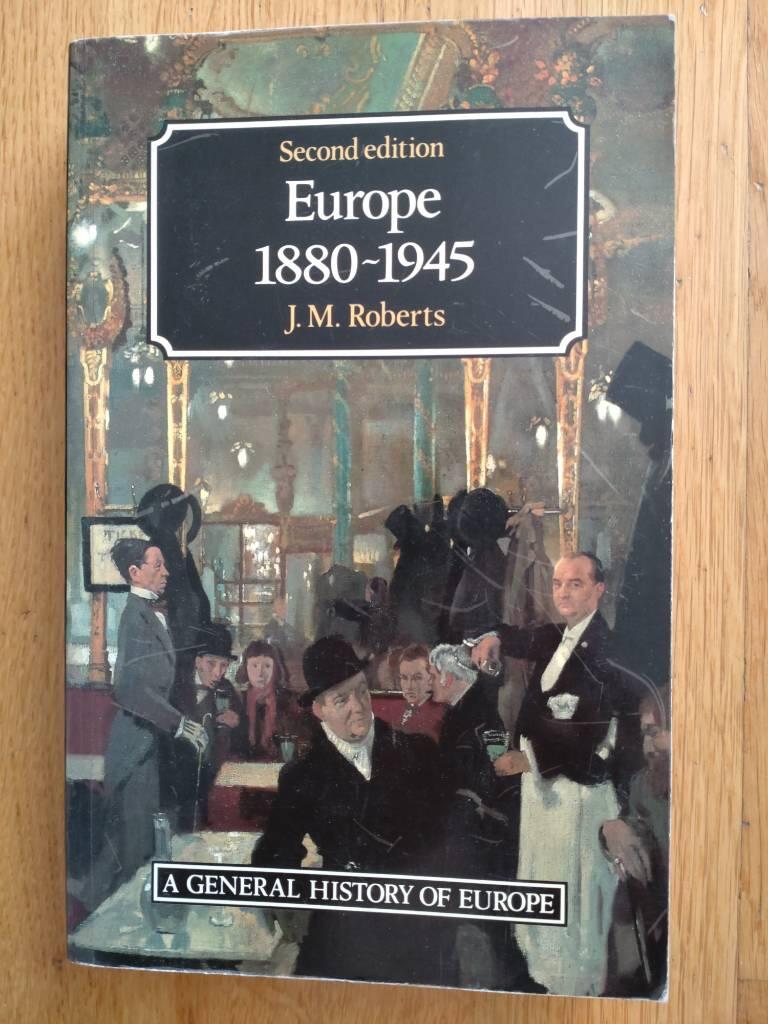 Second edition
Europe
1880~1945
J. M. Roberts
A GENERAL HISTORY OF EUROPE